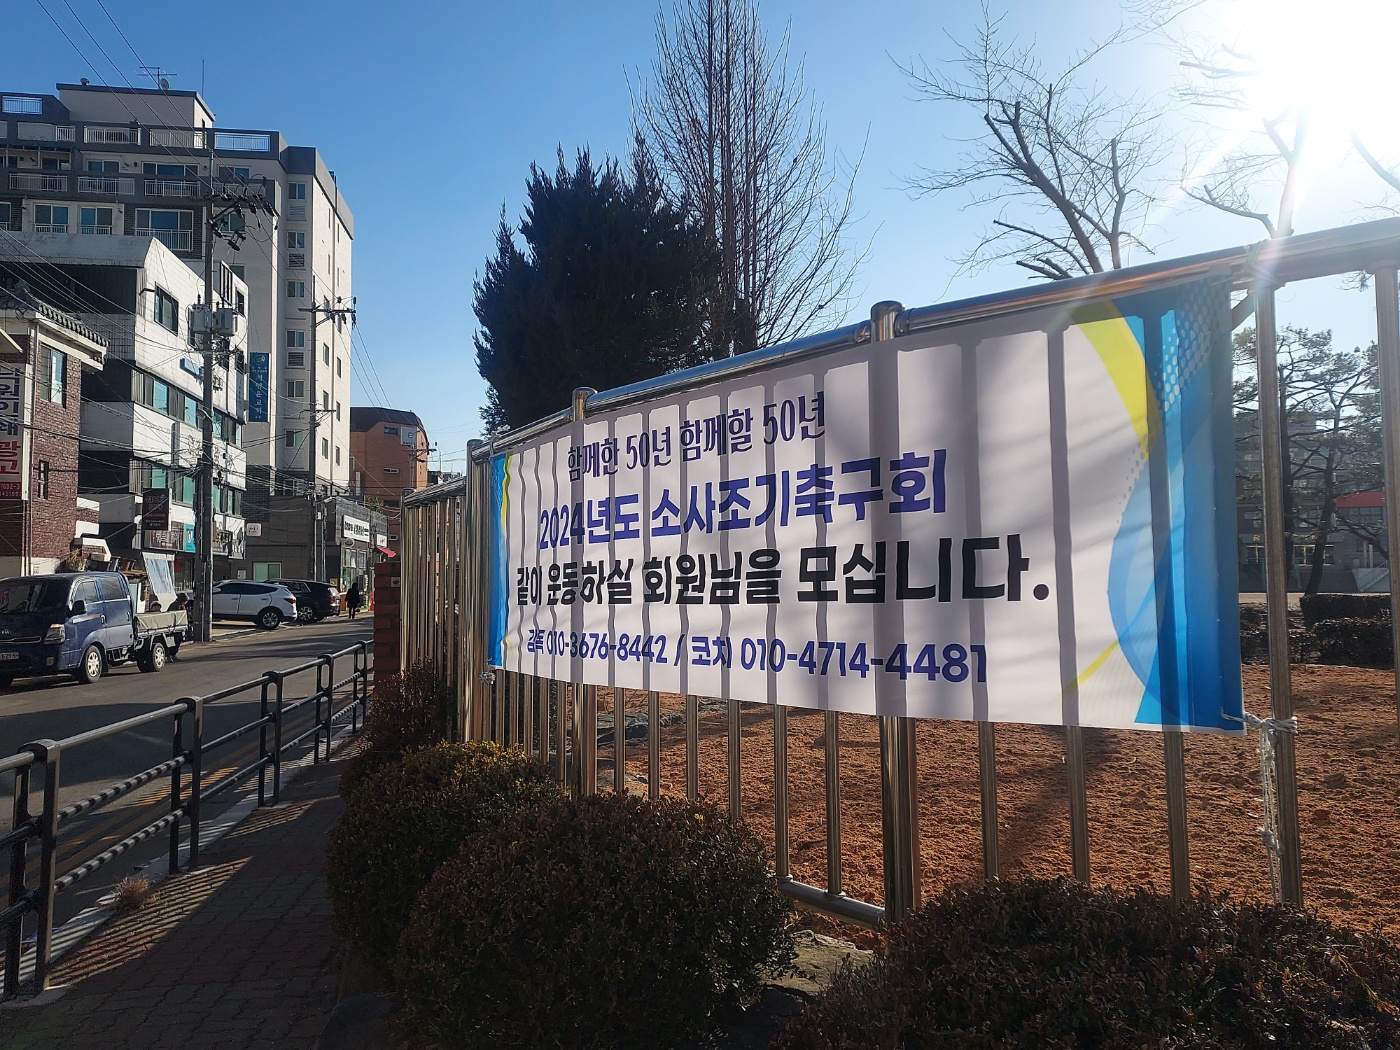 함께한 50년 함께할 50년
2024년도 소사조기축구회
같이 운동하실 회원님을 모십니다.
감독 010-3676-8442 / 코치 010-4714-4481